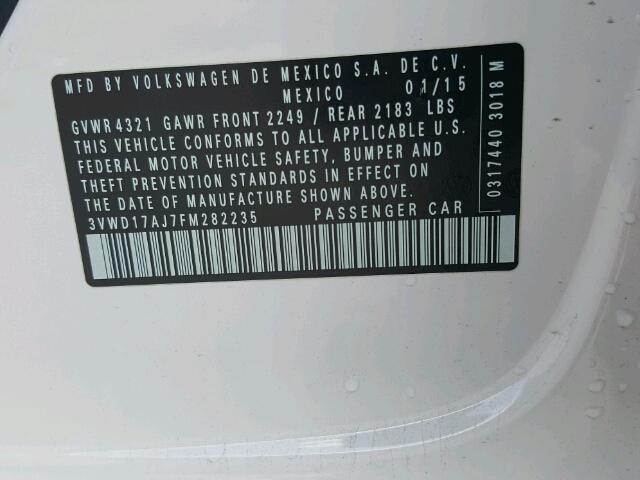 MFD BY VOLKSWAGEN DE MEXICO S.A. DE C.V.
MEXICO 01/15
GVWR 4321 GAWR FRONT 2249 / REAR 2183 LBS
THIS VEHICLE CONFORMS TO ALL APPLICABLE U.S.
FEDERAL MOTOR VEHICLE SAFETY, BUMPER AND
THEFT PREVENTION STANDARDS IN EFFECT ON
THE DATE OF MANUFACTURE SHOWN ABOVE.
3VWD17AJ7FM282235 PASSENGER CAR
0317440 3018 M